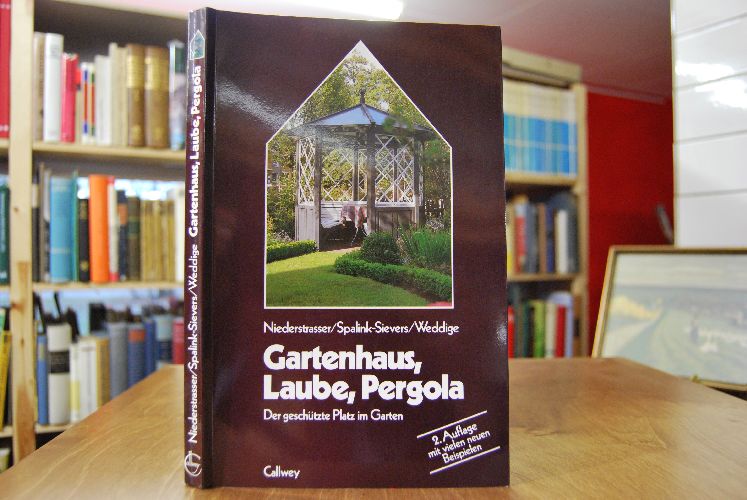 Niederstrasser/Spalink-Sievers/Weddige Gartenhaus, Laube, Pergola
Niederstrasser/Spalink-Sievers/Weddige
Gartenhaus,
Laube, Pergola
Der geschützte Platz im Garten
2. Auflage
mit vielen neuen
Beispielen
Callwey